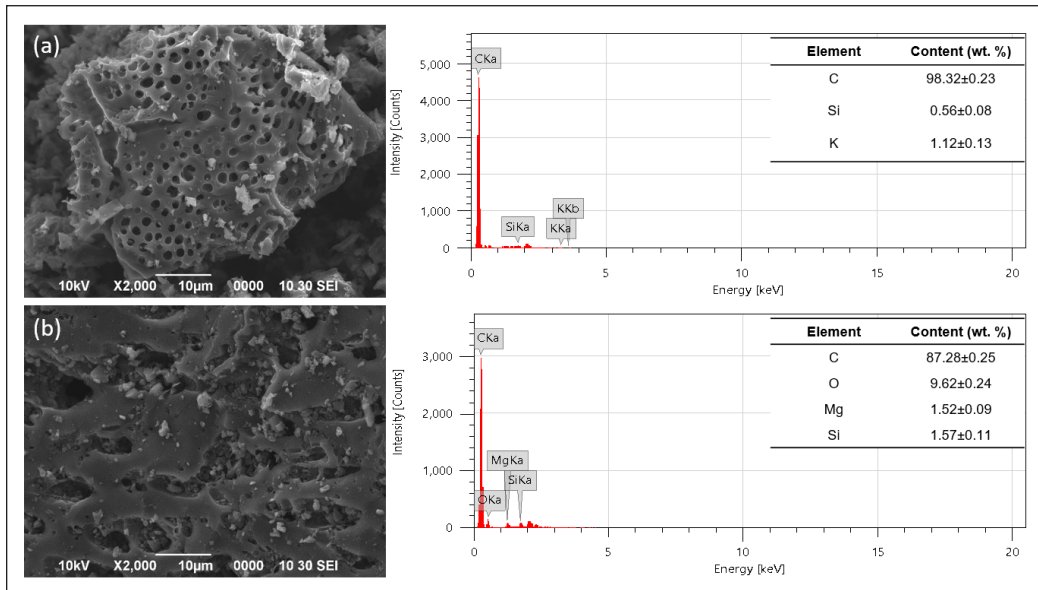 (a)
10kV X2,000 10µm 0000 10 30 SEI
CKa
SiKa
KKb
KKa
Intensity [Counts]
5,000
4,000
3,000
2,000
1,000
0
0 5 10 15 20
Energy [keV]
Element Content (wt. %)
C 98.32±0.23
Si 0.56±0.08
K 1.12±0.13
(b)
10kV X2,000 10µm 0000 10 30 SEI
CKa
MgKa
SiKa
OKa
Intensity [Counts]
3,000
2,000
1,000
0
0 5 10 15 20
Energy [keV]
Element Content (wt. %)
C 87.28±0.25
O 9.62±0.24
Mg 1.52±0.09
Si 1.57±0.11